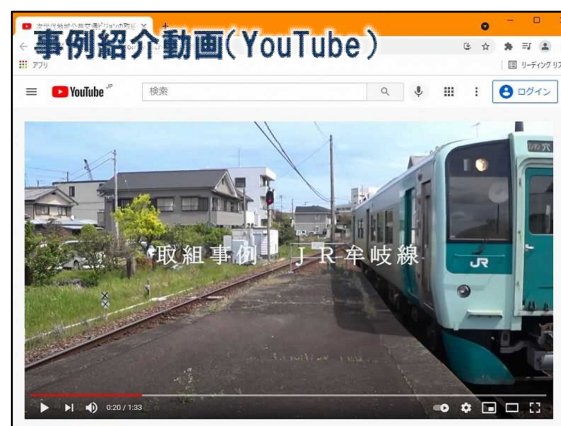 事例紹介動画(YouTube)
アプリ
リーディング リス
YouTube JP
検索
ログイン
取組事例 JR牟岐線
JR
0:20 / 1:33